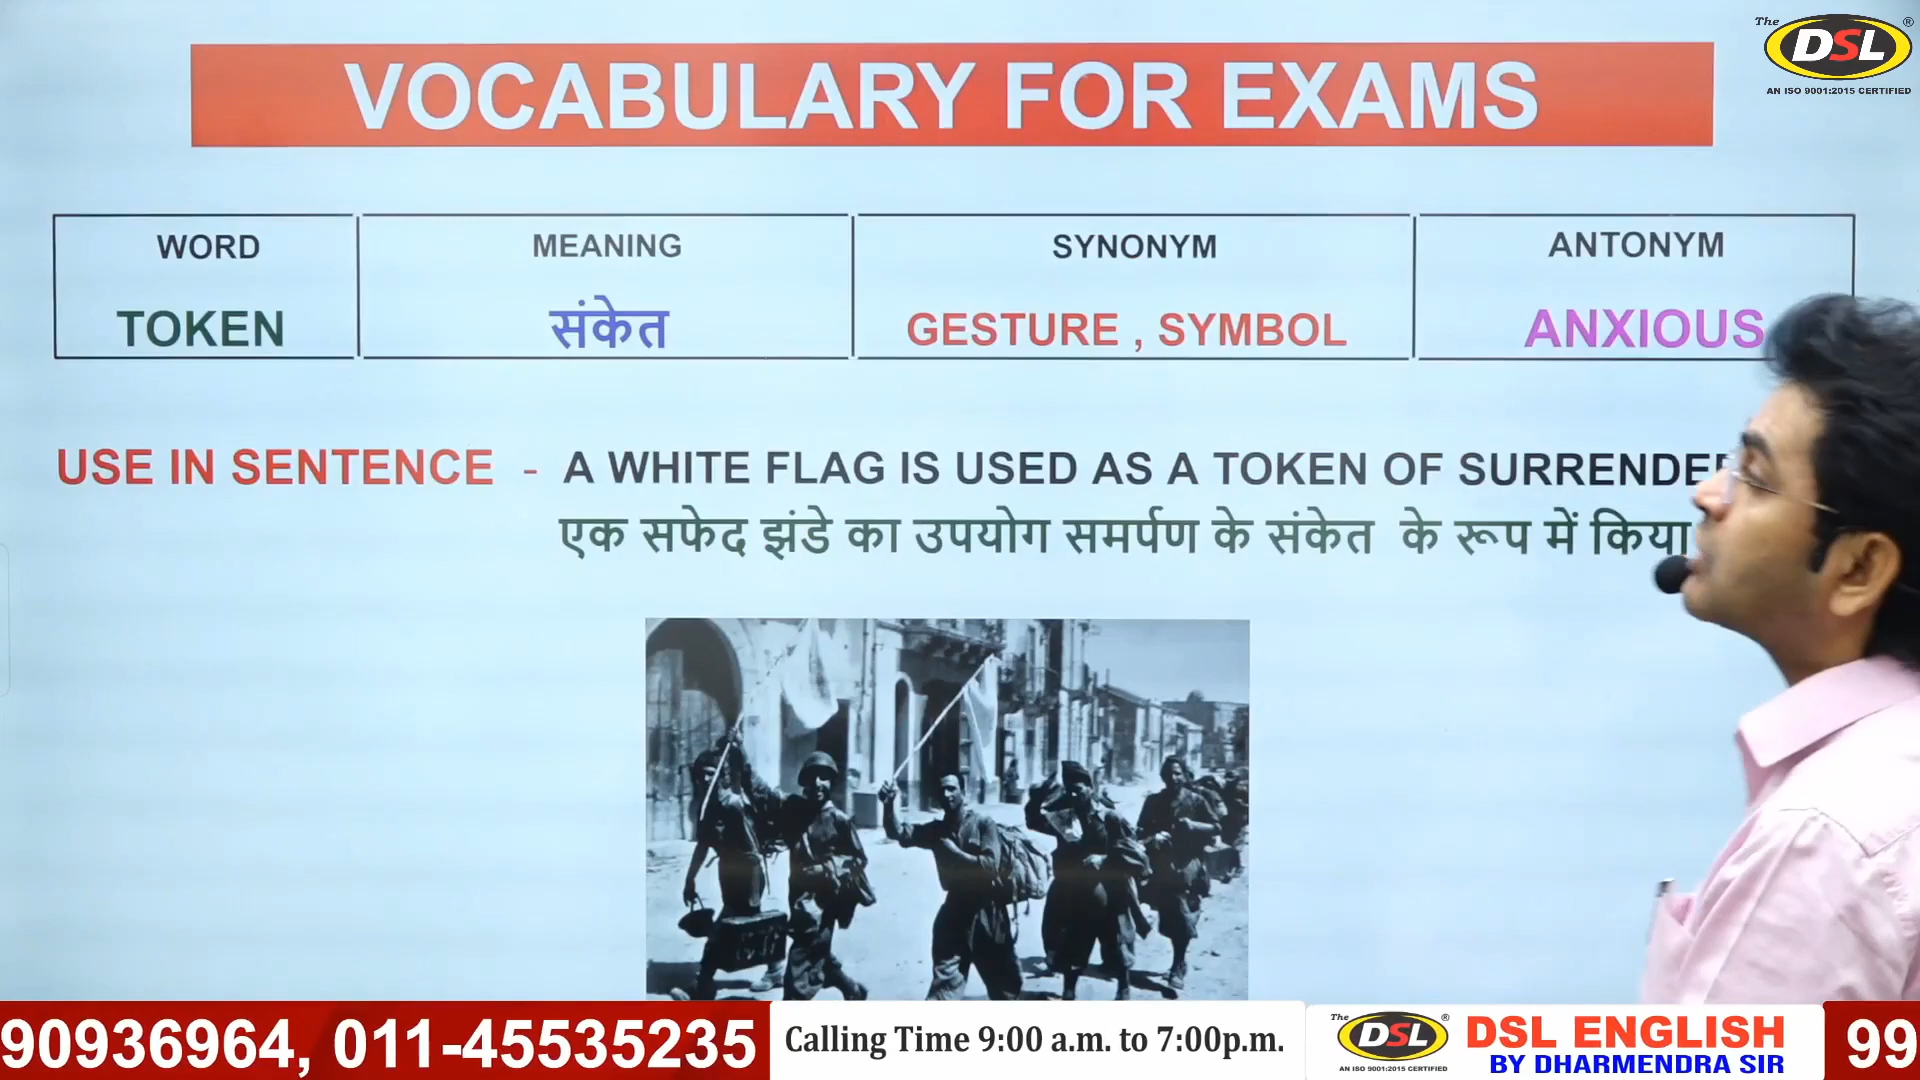 The
DSL
®
AN ISO 9001:2015 CERTIFIED
VOCABULARY FOR EXAMS
WORD MEANING SYNONYM ANTONYM
TOKEN संकेत GESTURE , SYMBOL ANXIOUS
USE IN SENTENCE - A WHITE FLAG IS USED AS A TOKEN OF
एक सफेद झंडे का उपयोग समर्पण के संकेत के रूप में किया
90936964, 011-45535235
Calling Time 9:00 a.m. to 7:00p.m.
The
DSL
®
AN ISO 9001:2015 CERTIFIED
DSL ENGLISH
BY DHARMENDRA SIR
99